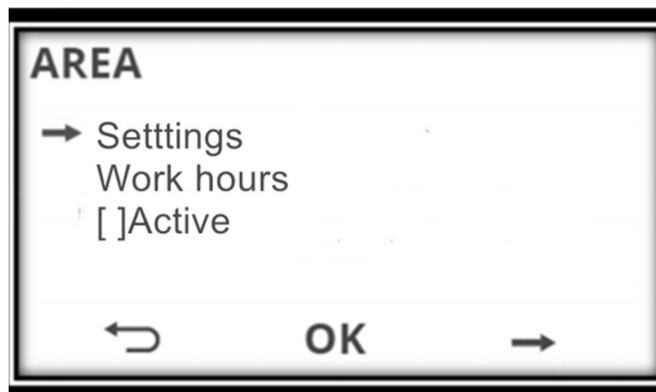 AREA
→ Setttings
Work hours
[ ]Active
OK